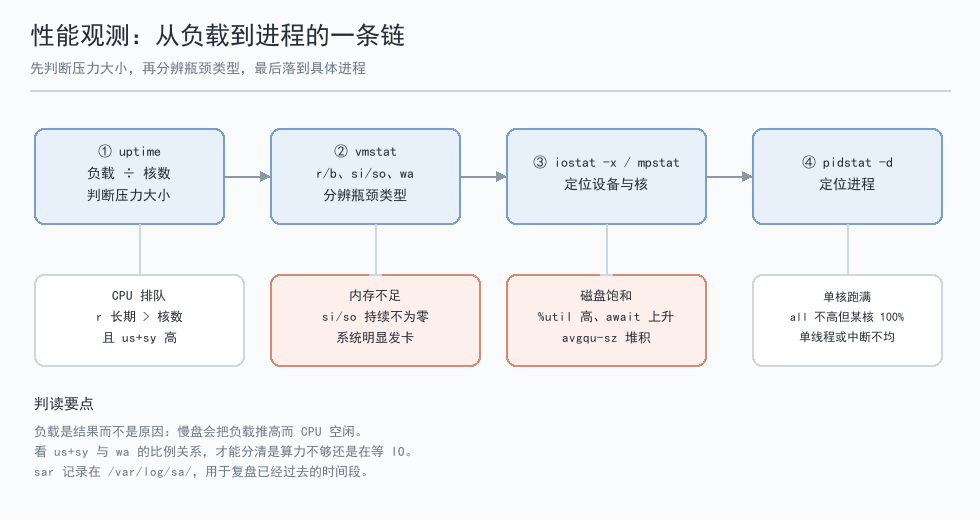 性能观测：从负载到进程的一条链
先判断压力大小，再分辨瓶颈类型，最后落到具体进程
① uptime
负载 ÷ 核数
判断压力大小
② vmstat
r/b、si/so、wa
分辨瓶颈类型
③ iostat -x / mpstat
定位设备与核
④ pidstat -d
定位进程
CPU 排队
r 长期 > 核数
且 us+sy 高
内存不足
si/so 持续不为零
系统明显发卡
磁盘饱和
%util 高、await 上升
avgqu-sz 堆积
单核跑满
all 不高但某核 100%
单线程或中断不均
判读要点
负载是结果而不是原因：慢盘会把负载推高而 CPU 空闲。
看 us+sy 与 wa 的比例关系，才能分清是算力不够还是在等 IO。
sar 记录在 /var/log/sa/，用于复盘已经过去的时间段。